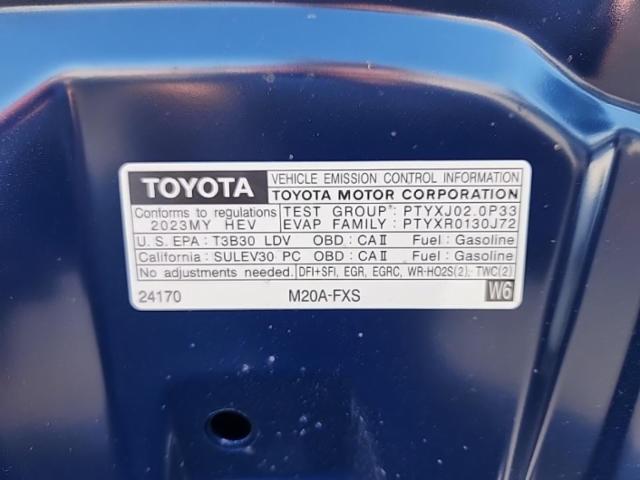 TOYOTA VEHICLE EMISSION CONTROL INFORMATION
TOYOTA MOTOR CORPORATION
Conforms to regulations TEST GROUP: PTYXJ02.0P33
2023MY HEV EVAP FAMILY: PTYXR0130J72
U.S. EPA: T3B30 LDV OBD: CAⅡ Fuel: Gasoline
California: SULEV30 PC OBD: CAⅡ Fuel: Gasoline
No adjustments needed. DFI+SFI, EGR, EGRC, WR-HO2S(2), TWC(2)
24170 M20A-FXS W6